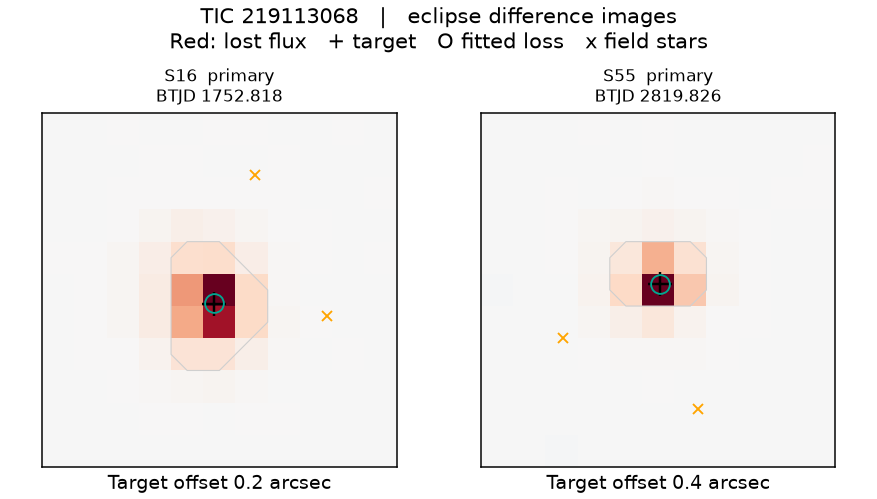 TIC 219113068 | eclipse difference images
Red: lost flux + target O fitted loss x field stars
S16 primary
BTJD 1752.818
S55 primary
BTJD 2819.826
Target offset 0.2 arcsec
Target offset 0.4 arcsec